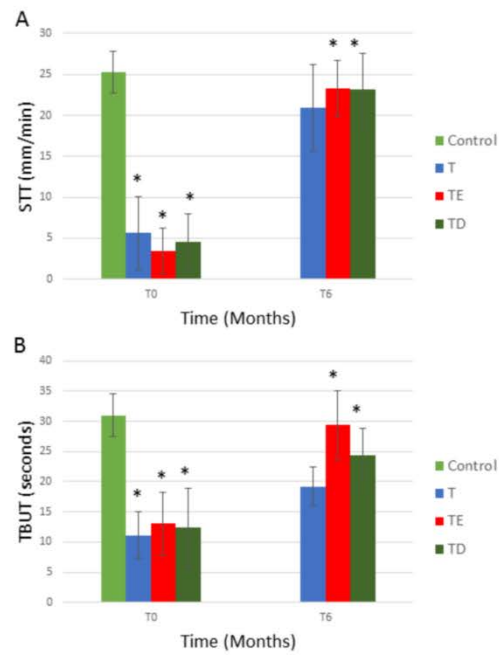 A
30
25
20
15
10
5
0
STT (mm/min)
* * * * *
T0 T6
Time (Months)
Control
T
TE
TD
B
40
35
30
25
20
15
10
5
0
TBUT (seconds)
* * * * *
T0 T6
Time (Months)
Control
T
TE
TD